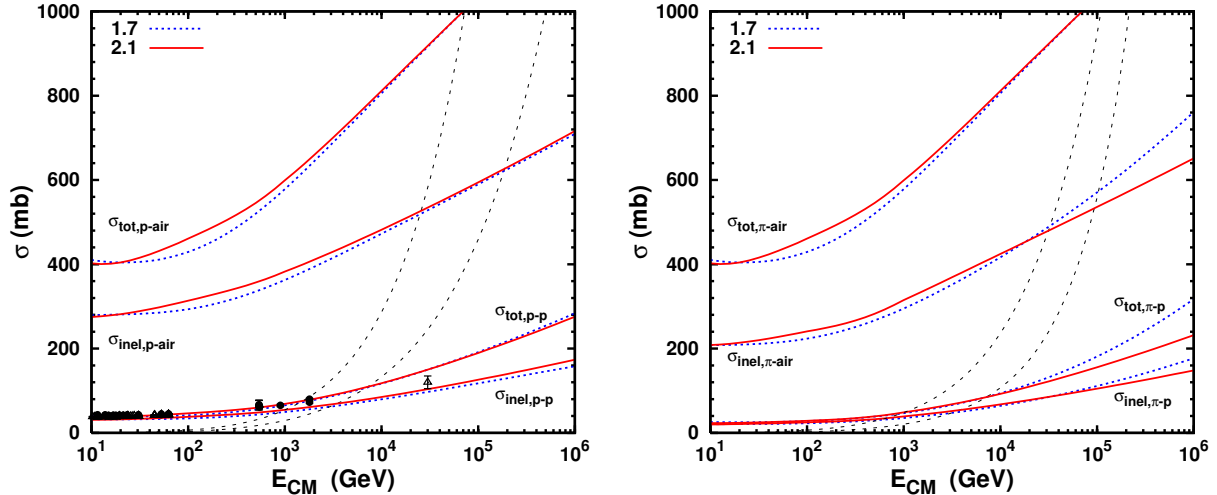 1.7
2.1
1000
800
600
400
200
0
σ (mb)
σtot,p-air
σinel,p-air
σtot,p-p
σinel,p-p
10^1 10^2 10^3 10^4 10^5 10^6
E_CM (GeV)
1.7
2.1
1000
800
600
400
200
0
σ (mb)
σtot,π-air
σinel,π-air
σtot,π-p
σinel,π-p
10^1 10^2 10^3 10^4 10^5 10^6
E_CM (GeV)